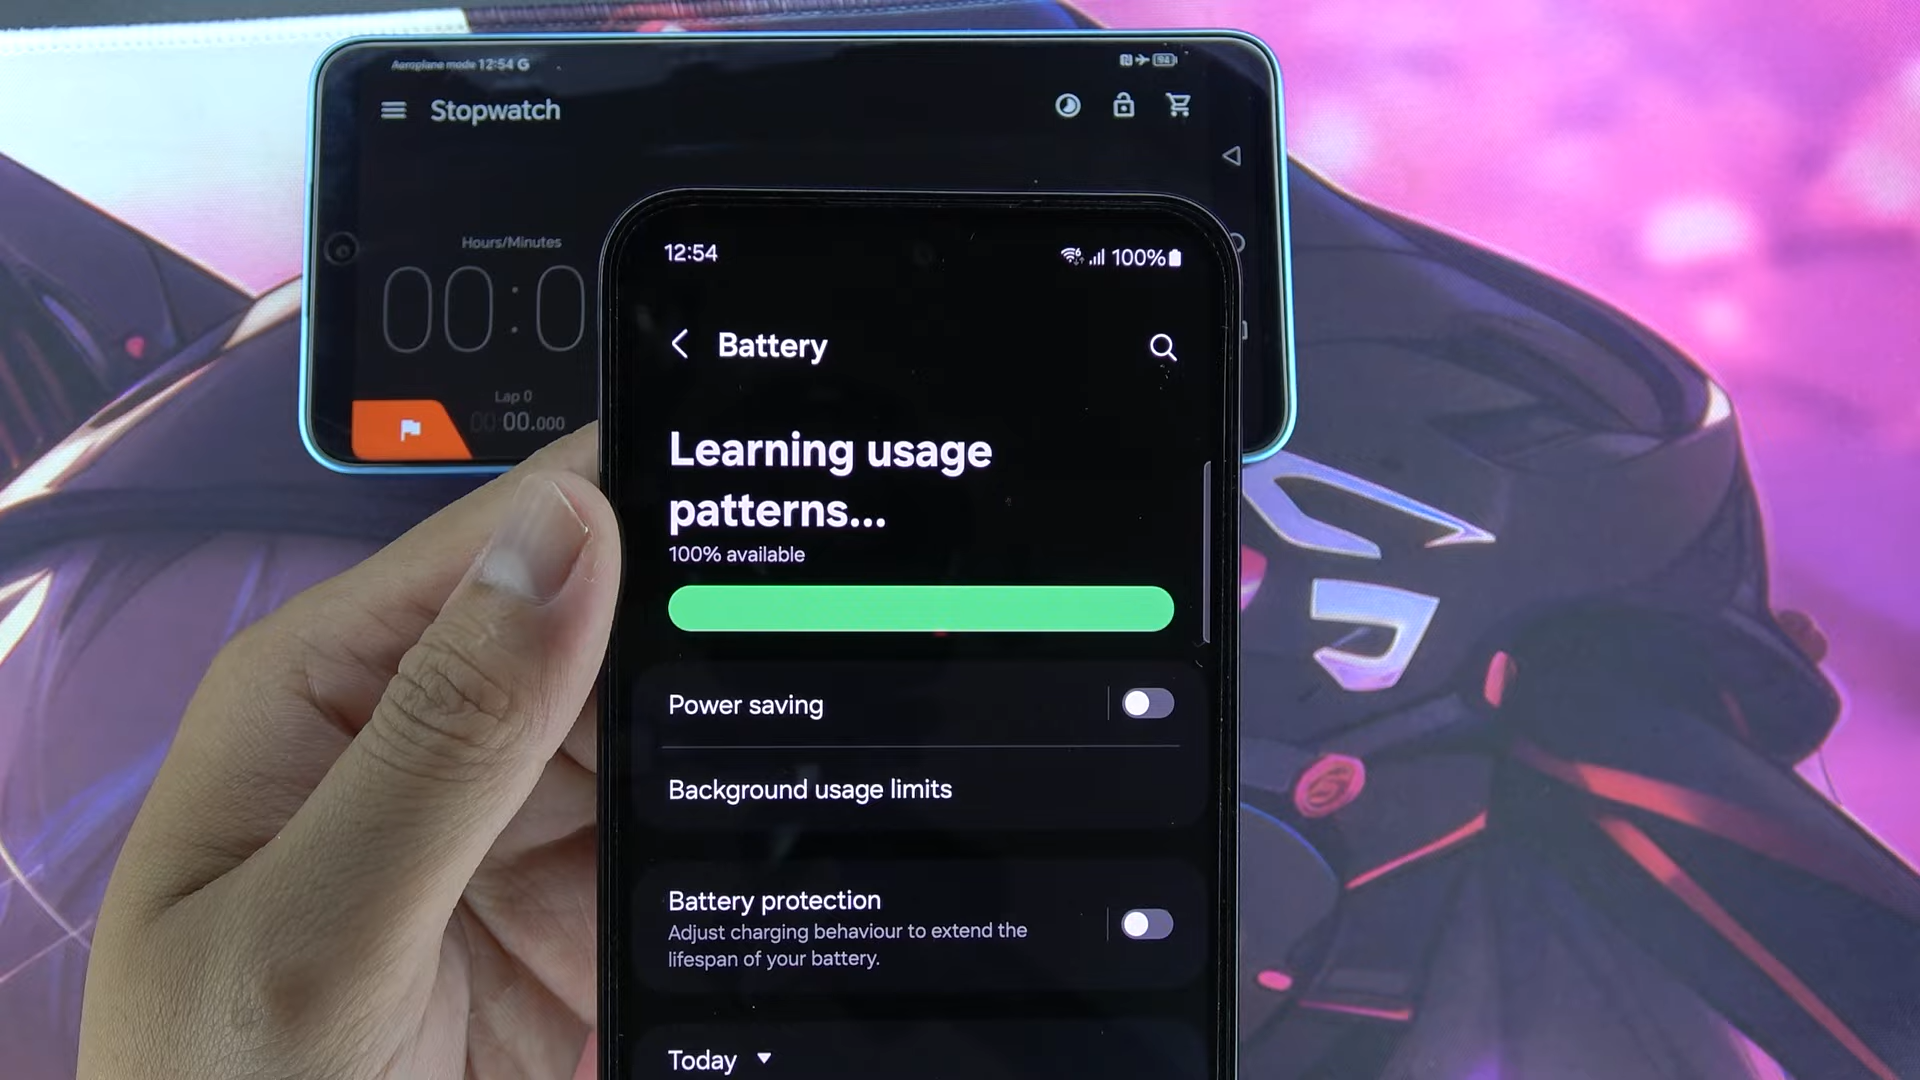 Aeroplane mode 12:54 G
94
Stopwatch
Hours/Minutes
00:0
Lap 0
00:00.000
12:54
100%
Battery
Learning usage
patterns...
100% available
Power saving
Background usage limits
Battery protection
Adjust charging behaviour to extend the
lifespan of your battery.
Today